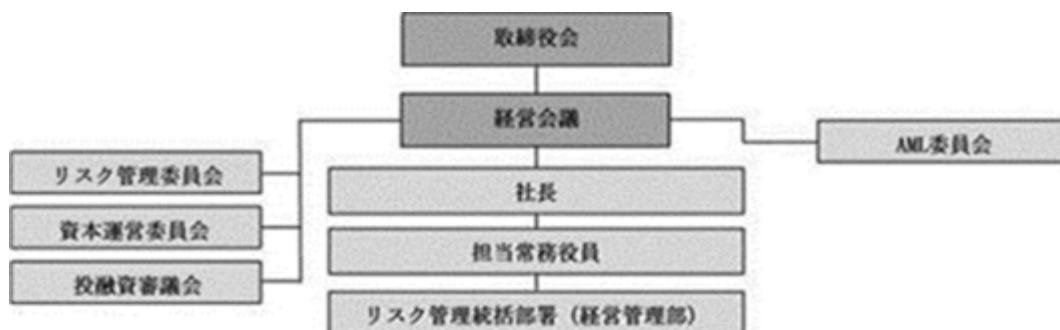 取締役会
経営会議
AML委員会
リスク管理委員会
社長
資本運営委員会
担当常務役員
投融資審議会
リスク管理統括部署（経営管理部）